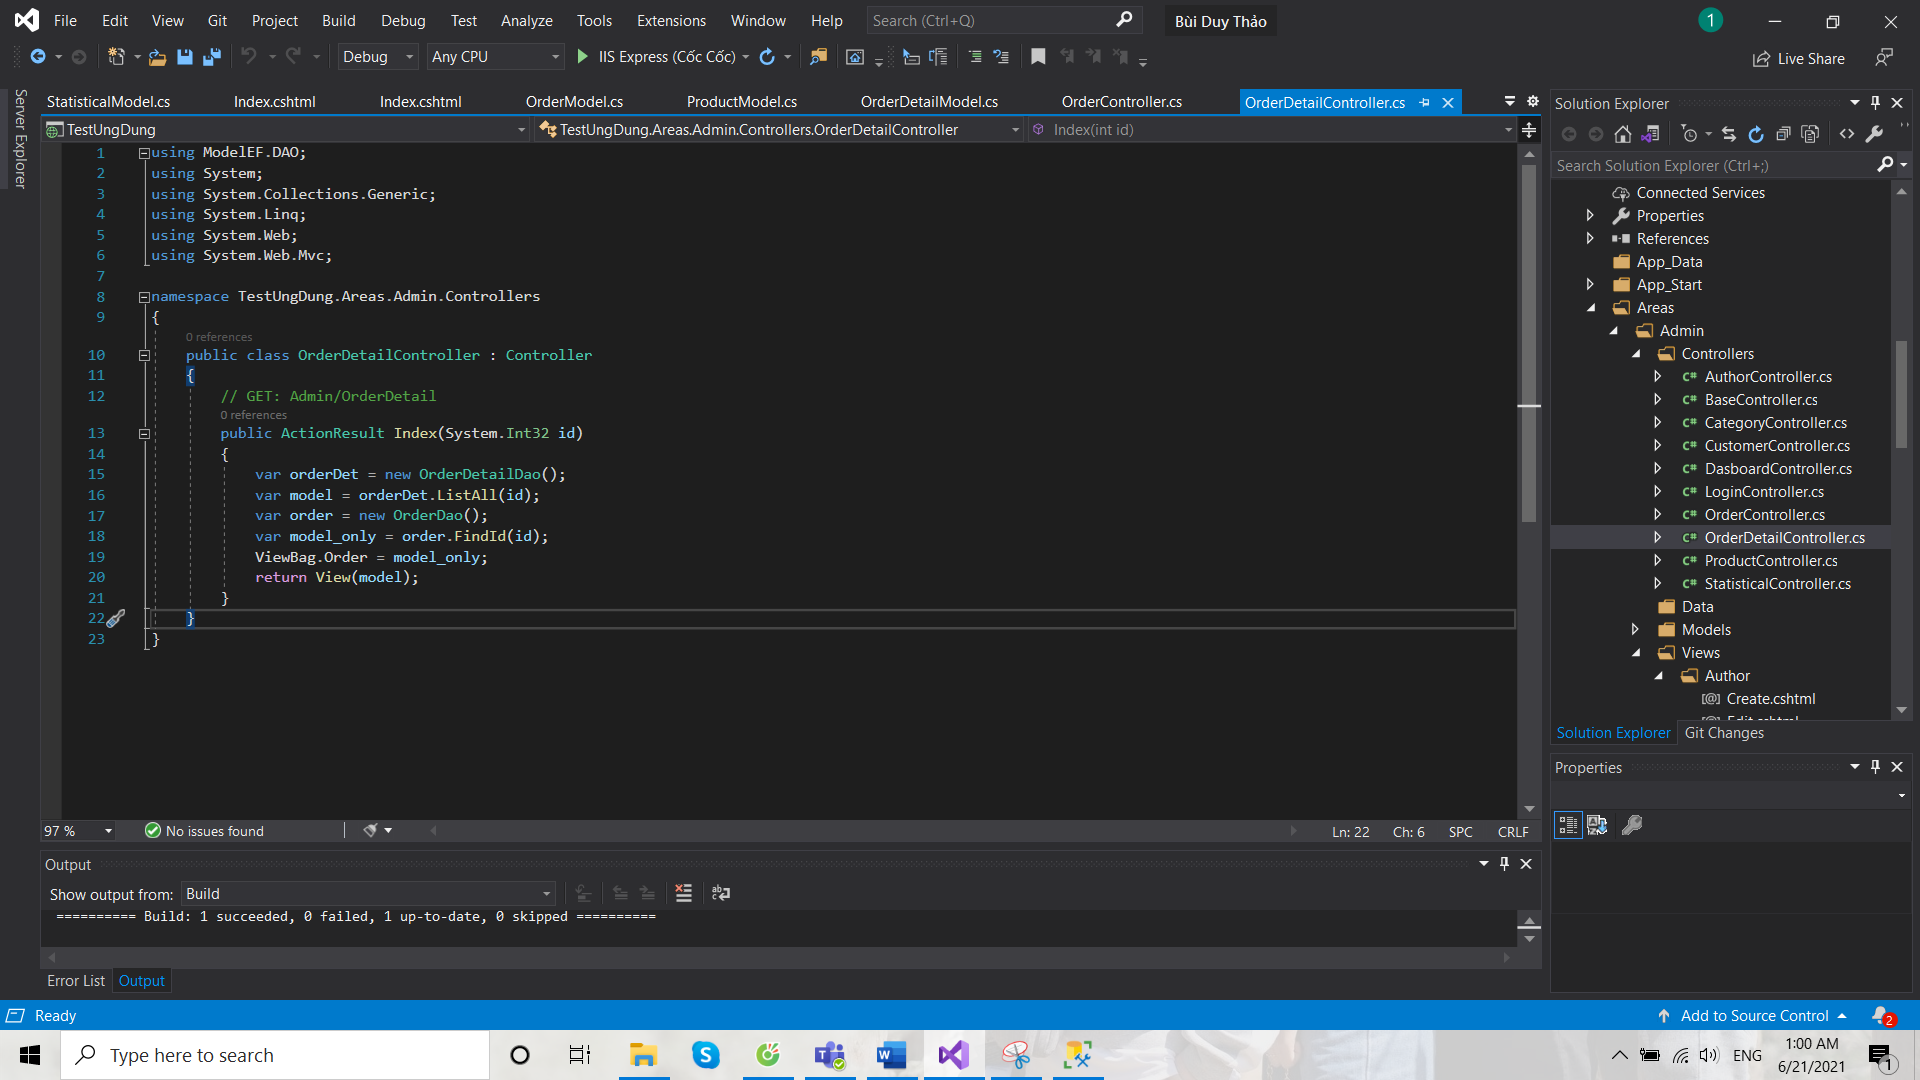 File Edit View Git Project Build Debug Test Analyze Tools Extensions Window Help Search (Ctrl+Q) Bùi Duy Thảo 1
Debug Any CPU IIS Express (Cốc Cốc) Live Share
Server Explorer
StatisticalModel.cs Index.cshtml Index.cshtml OrderModel.cs ProductModel.cs OrderDetailModel.cs OrderController.cs OrderDetailController.cs
TestUngDung TestUngDung.Areas.Admin.Controllers.OrderDetailController Index(int id)
1 using ModelEF.DAO;
2 using System;
3 using System.Collections.Generic;
4 using System.Linq;
5 using System.Web;
6 using System.Web.Mvc;
7
8 namespace TestUngDung.Areas.Admin.Controllers
9 {
0 references
10 public class OrderDetailController : Controller
11 {
12 // GET: Admin/OrderDetail
0 references
13 public ActionResult Index(System.Int32 id)
14 {
15 var orderDet = new OrderDetailDao();
16 var model = orderDet.ListAll(id);
17 var order = new OrderDao();
18 var model_only = order.FindId(id);
19 ViewBag.Order = model_only;
20 return View(model);
21 }
22 }
23 }
97 % No issues found Ln: 22 Ch: 6 SPC CRLF
Output
Show output from: Build
========== Build: 1 succeeded, 0 failed, 1 up-to-date, 0 skipped ==========
Error List Output
Solution Explorer
Search Solution Explorer (Ctrl+;)
Connected Services
Properties
References
App_Data
App_Start
Areas
Admin
Controllers
C# AuthorController.cs
C# BaseController.cs
C# CategoryController.cs
C# CustomerController.cs
C# DasboardController.cs
C# LoginController.cs
C# OrderController.cs
C# OrderDetailController.cs
C# ProductController.cs
C# StatisticalController.cs
Data
Models
Views
Author
[@] Create.cshtml
[@] Edit.cshtml
Solution Explorer Git Changes
Properties
Ready Add to Source Control 2
Type here to search ENG 1:00 AM
6/21/2021 1